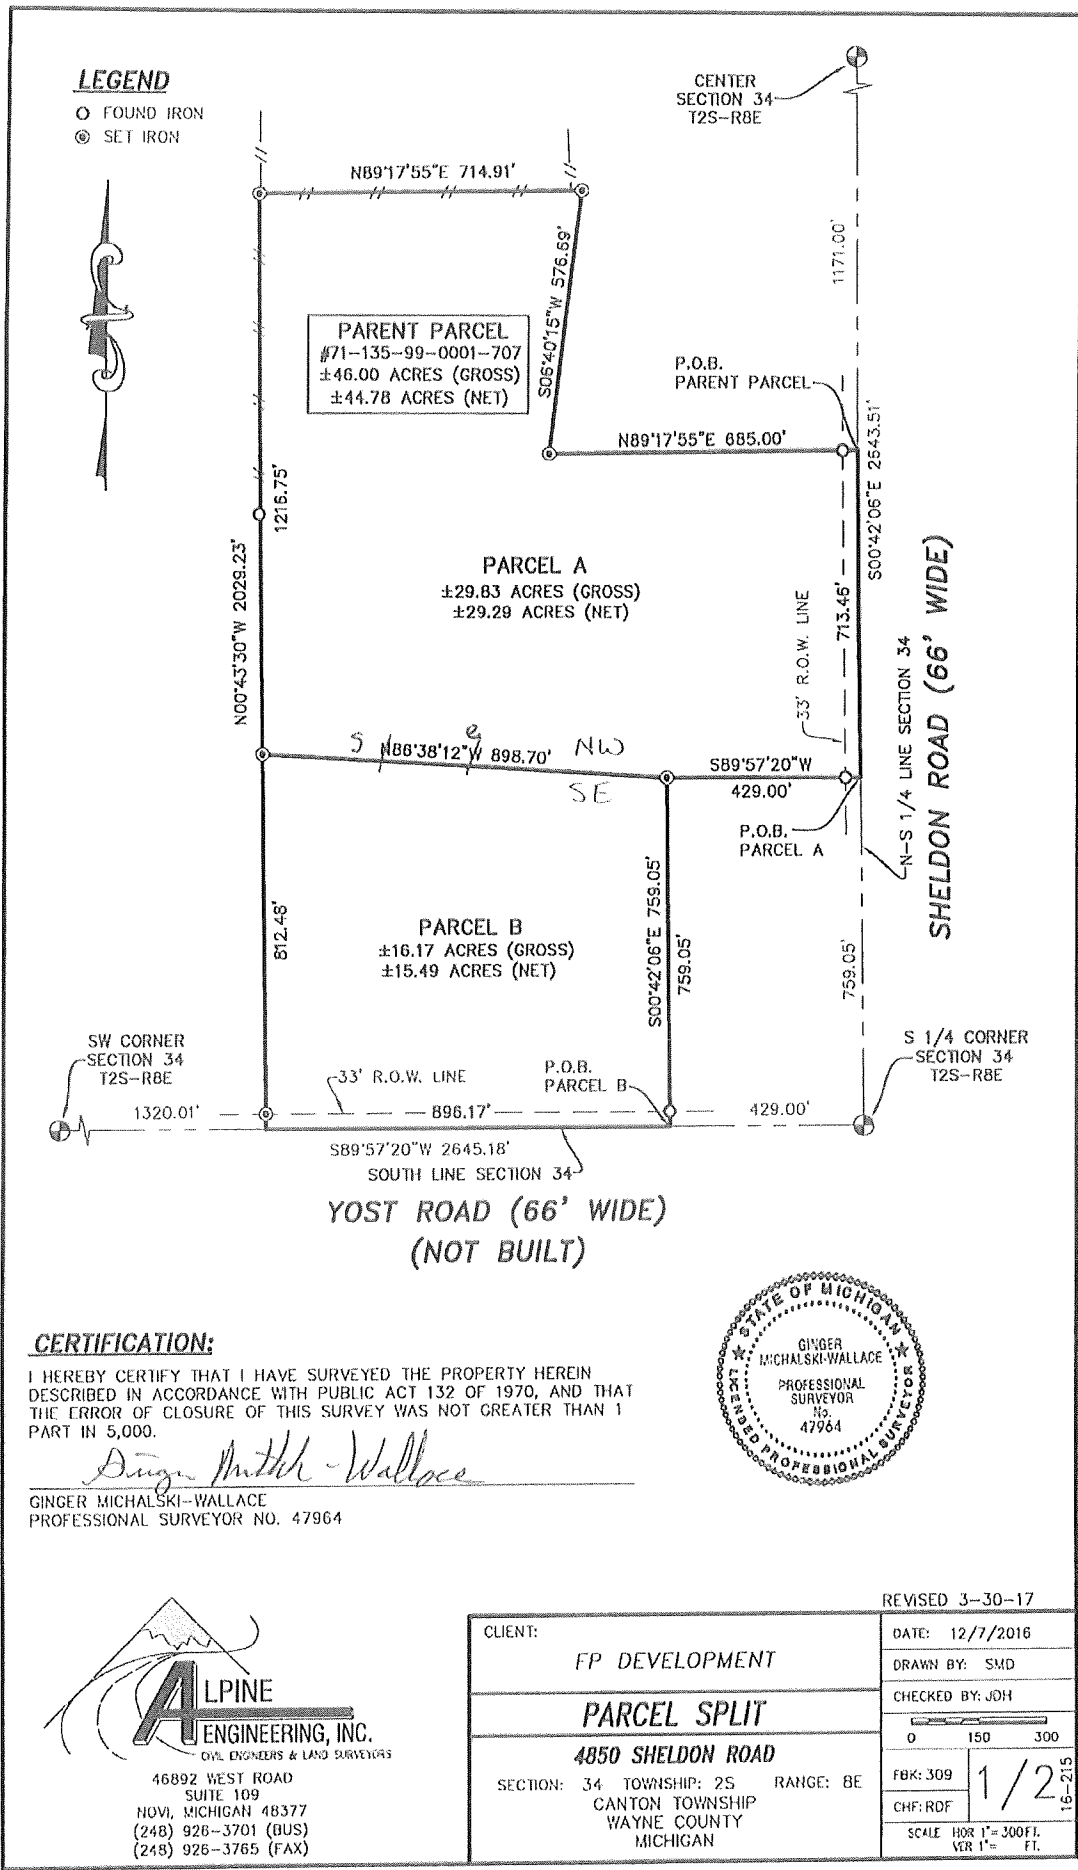 LEGEND
FOUND IRON
SET IRON
CENTER
SECTION 34
T2S-R8E
N89°17'55"E 714.91'
S06°40'15"W 576.69'
1171.00'
PARENT PARCEL
#71-135-99-0001-707
±46.00 ACRES (GROSS)
±44.78 ACRES (NET)
P.O.B.
PARENT PARCEL
N89°17'55"E 685.00'
S00°42'06"E 2643.51'
1216.75'
N00°43'30"W 2029.23'
PARCEL A
±29.83 ACRES (GROSS)
±29.29 ACRES (NET)
33' R.O.W. LINE
713.46'
N-S 1/4 LINE SECTION 34
SHELDON ROAD (66' WIDE)
S e NW
N86°38'12"W 898.70'
SE
S89°57'20"W
429.00'
P.O.B.
PARCEL A
812.48'
PARCEL B
±16.17 ACRES (GROSS)
±15.49 ACRES (NET)
S00°42'06"E 759.05'
759.05'
759.05'
SW CORNER
SECTION 34
T2S-R8E
S 1/4 CORNER
SECTION 34
T2S-R8E
33' R.O.W. LINE
P.O.B.
PARCEL B
1320.01'
896.17'
429.00'
S89°57'20"W 2645.18'
SOUTH LINE SECTION 34
YOST ROAD (66' WIDE)
(NOT BUILT)
STATE OF MICHIGAN
GINGER
MICHALSKI-WALLACE
PROFESSIONAL
SURVEYOR
No.
47964
LICENSED PROFESSIONAL SURVEYOR
CERTIFICATION:
I HEREBY CERTIFY THAT I HAVE SURVEYED THE PROPERTY HEREIN
DESCRIBED IN ACCORDANCE WITH PUBLIC ACT 132 OF 1970, AND THAT
THE ERROR OF CLOSURE OF THIS SURVEY WAS NOT GREATER THAN 1
PART IN 5,000.
GINGER MICHALSKI-WALLACE
PROFESSIONAL SURVEYOR NO. 47964
ALPINE
ENGINEERING, INC.
CIVIL ENGINEERS & LAND SURVEYORS
46892 WEST ROAD
SUITE 109
NOVI, MICHIGAN 48377
(248) 926-3701 (BUS)
(248) 926-3765 (FAX)
CLIENT:
FP DEVELOPMENT
PARCEL SPLIT
4850 SHELDON ROAD
SECTION: 34 TOWNSHIP: 2S RANGE: 8E
CANTON TOWNSHIP
WAYNE COUNTY
MICHIGAN
REVISED 3-30-17
DATE: 12/7/2016
DRAWN BY: SMD
CHECKED BY: JDH
0 150 300
FBK: 309
CHF: RDF
1/2
16-215
SCALE HOR 1"= 300FT.
VER 1"= FT.